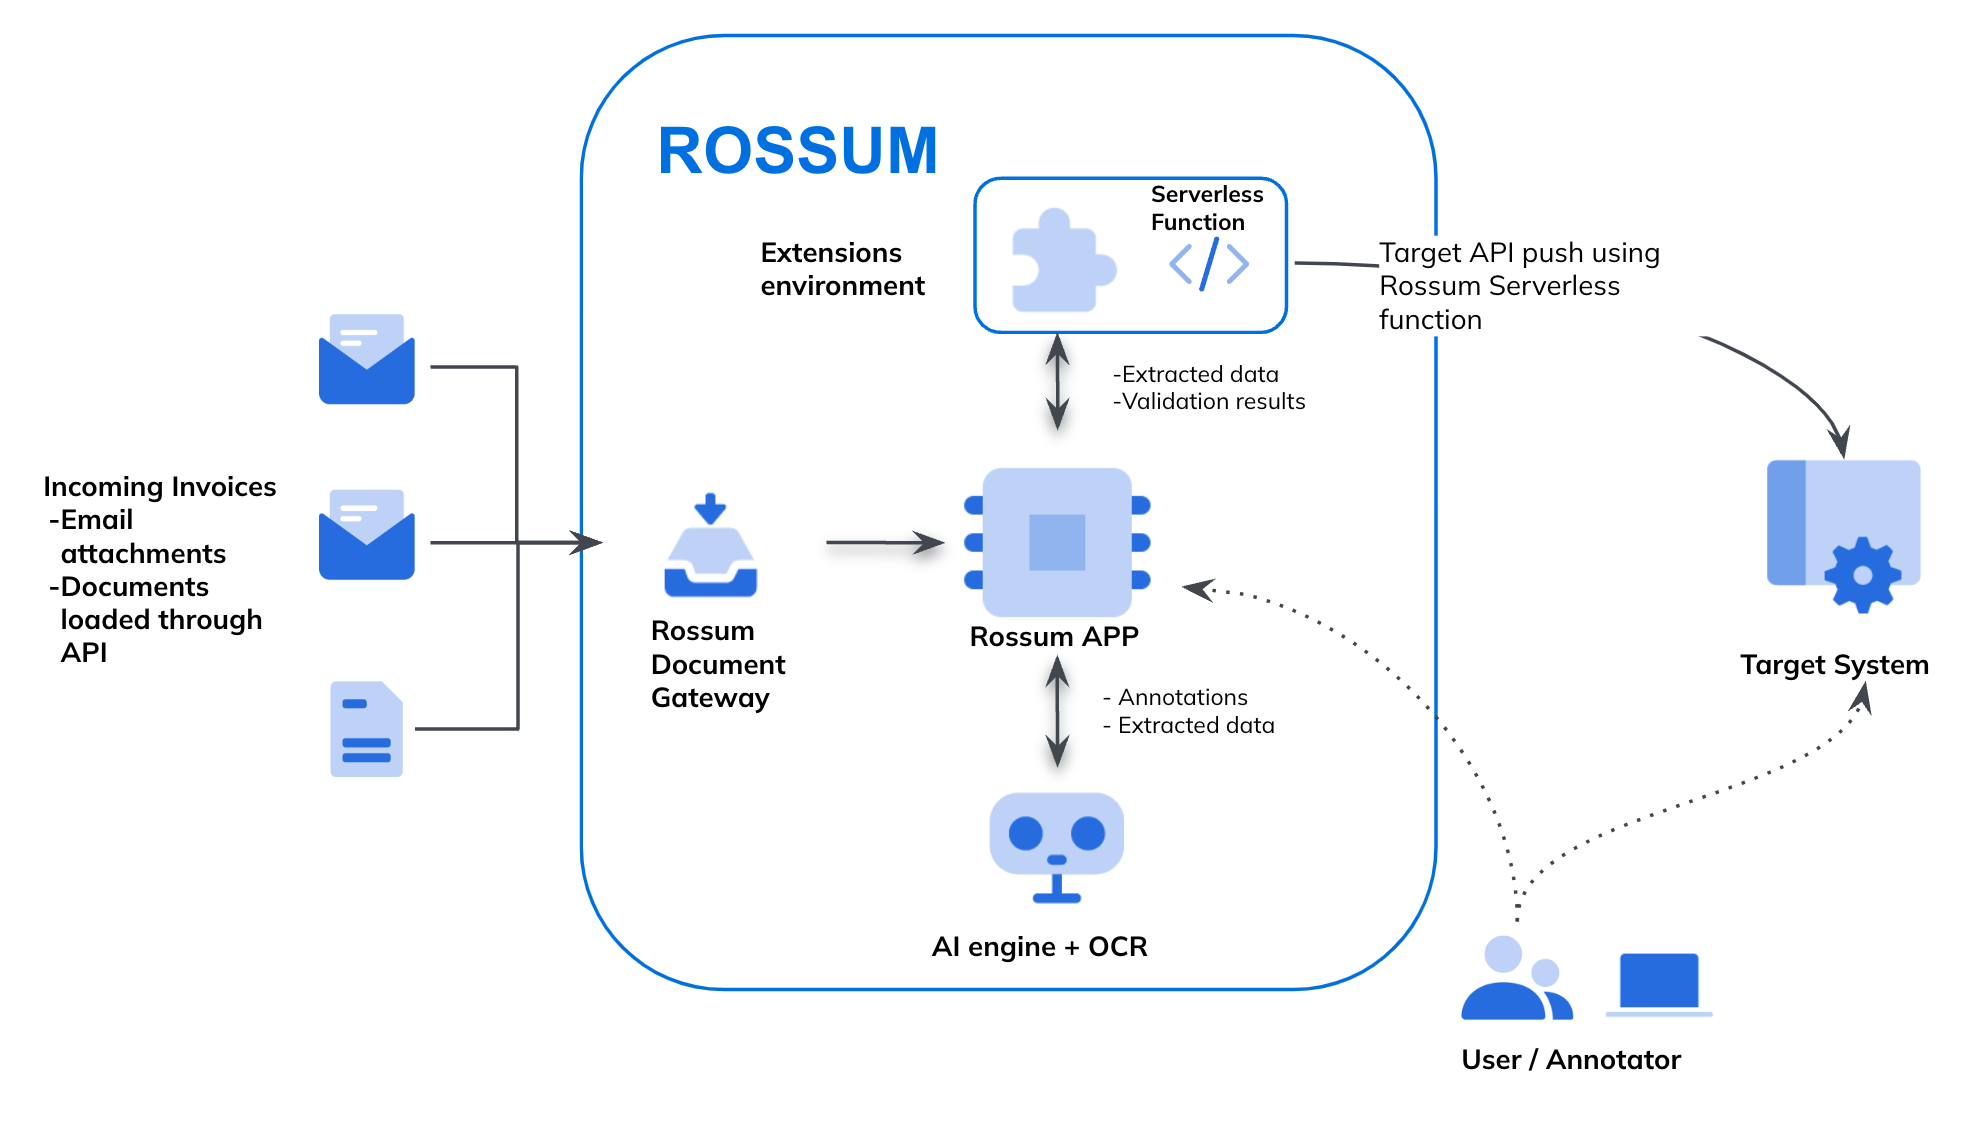 ROSSUM
Serverless
Function
Extensions
environment
Target API push using
Rossum Serverless
function
-Extracted data
-Validation results
Incoming Invoices
-Email
attachments
-Documents
loaded through
API
Rossum
Document
Gateway
Rossum APP
Target System
- Annotations
- Extracted data
AI engine + OCR
User / Annotator